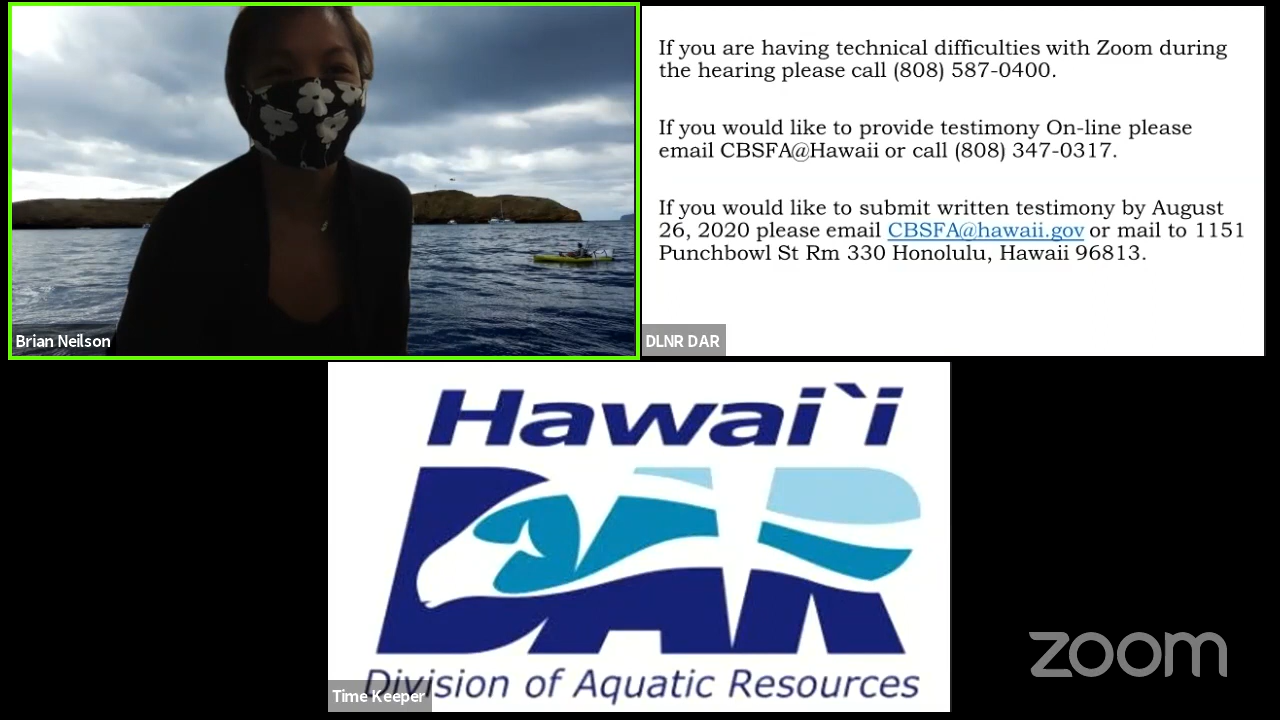 If you are having technical difficulties with Zoom during
the hearing please call (808) 587-0400.
If you would like to provide testimony On-line please
email CBSFA@Hawaii or call (808) 347-0317.
If you would like to submit written testimony by August
26, 2020 please email CBSFA@hawaii.gov or mail to 1151
Punchbowl St Rm 330 Honolulu, Hawaii 96813.
Brian Neilson
DLNR DAR
Hawai`i
DAR
Division of Aquatic Resources
Time Keeper
zoom